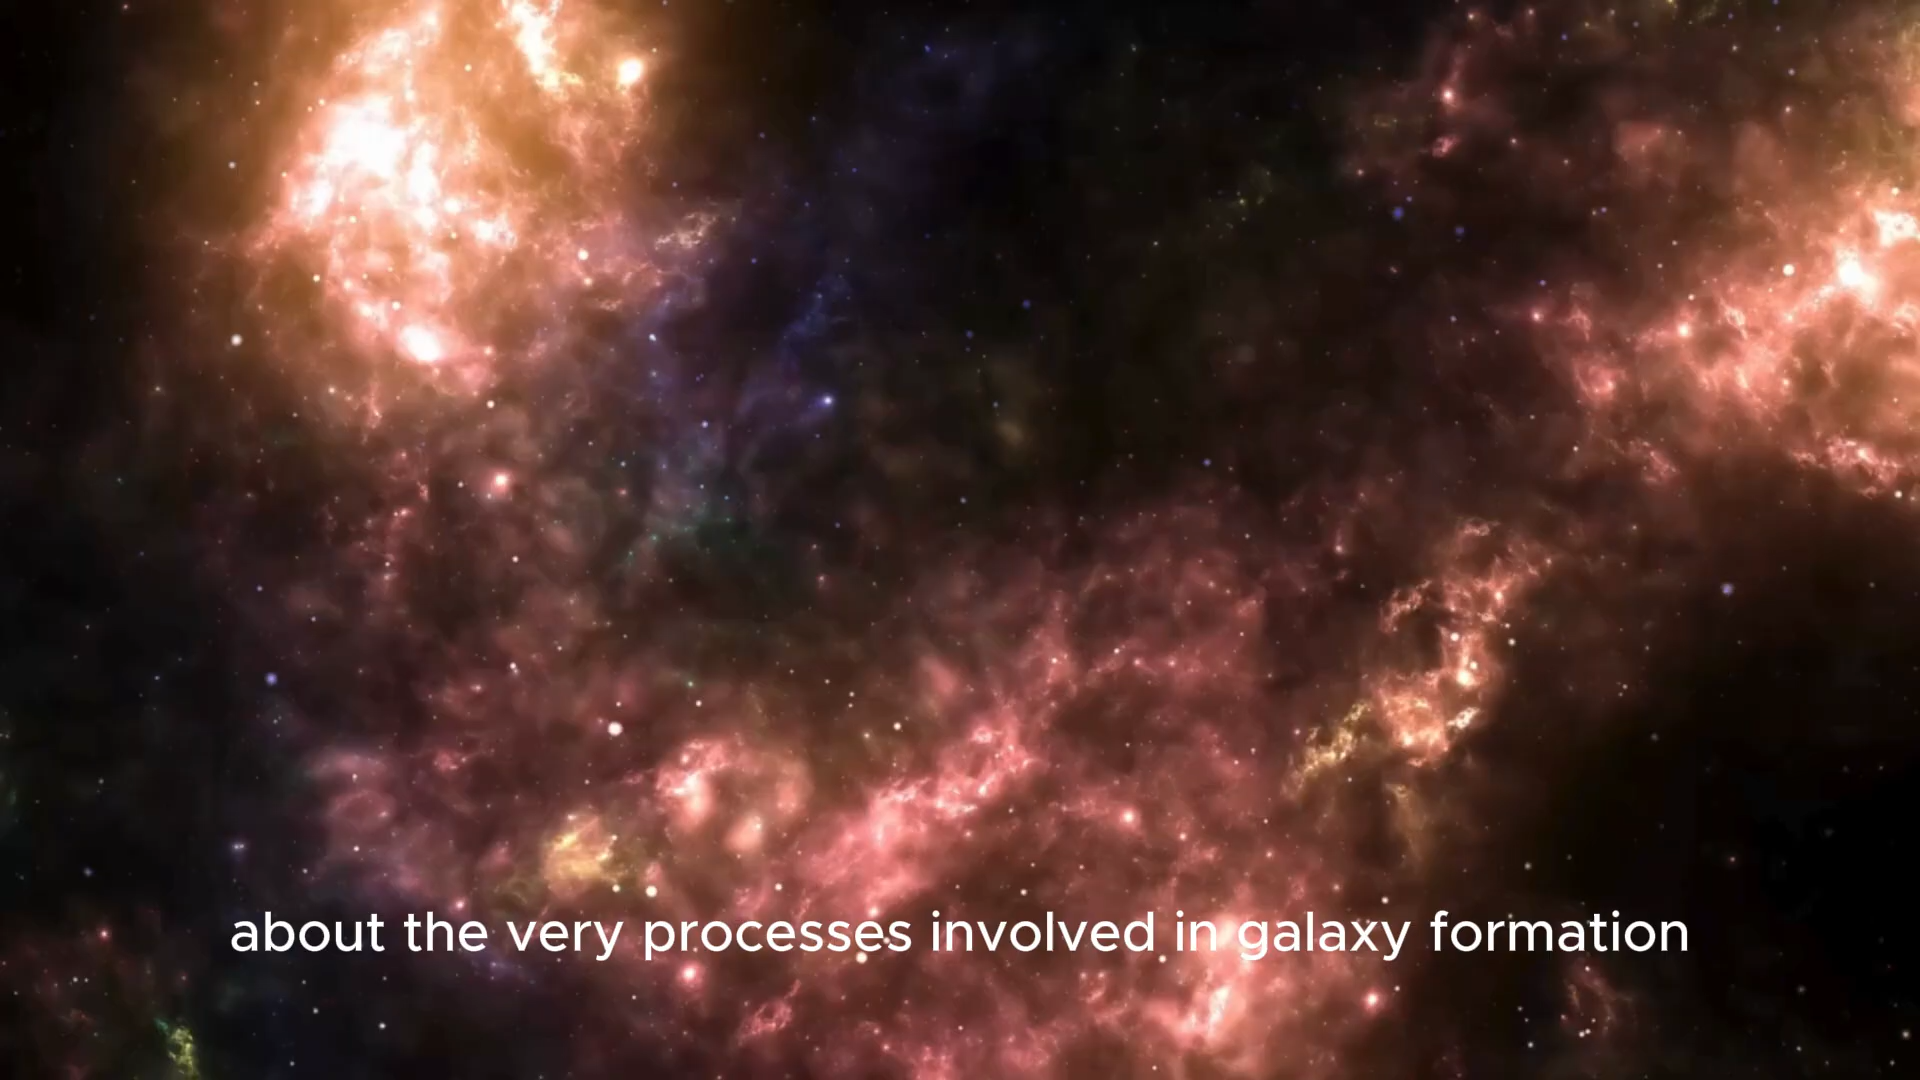 about the very processes involved in galaxy formation